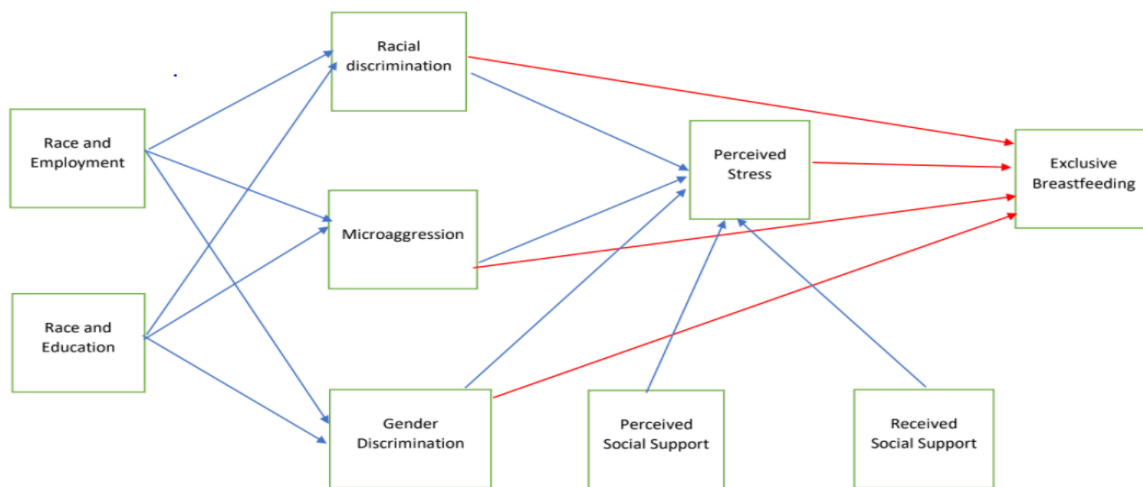 Racial
discrimination
Race and
Employment
Perceived
Stress
Exclusive
Breastfeeding
Microaggression
Race and
Education
Gender
Discrimination
Perceived
Social Support
Received
Social Support